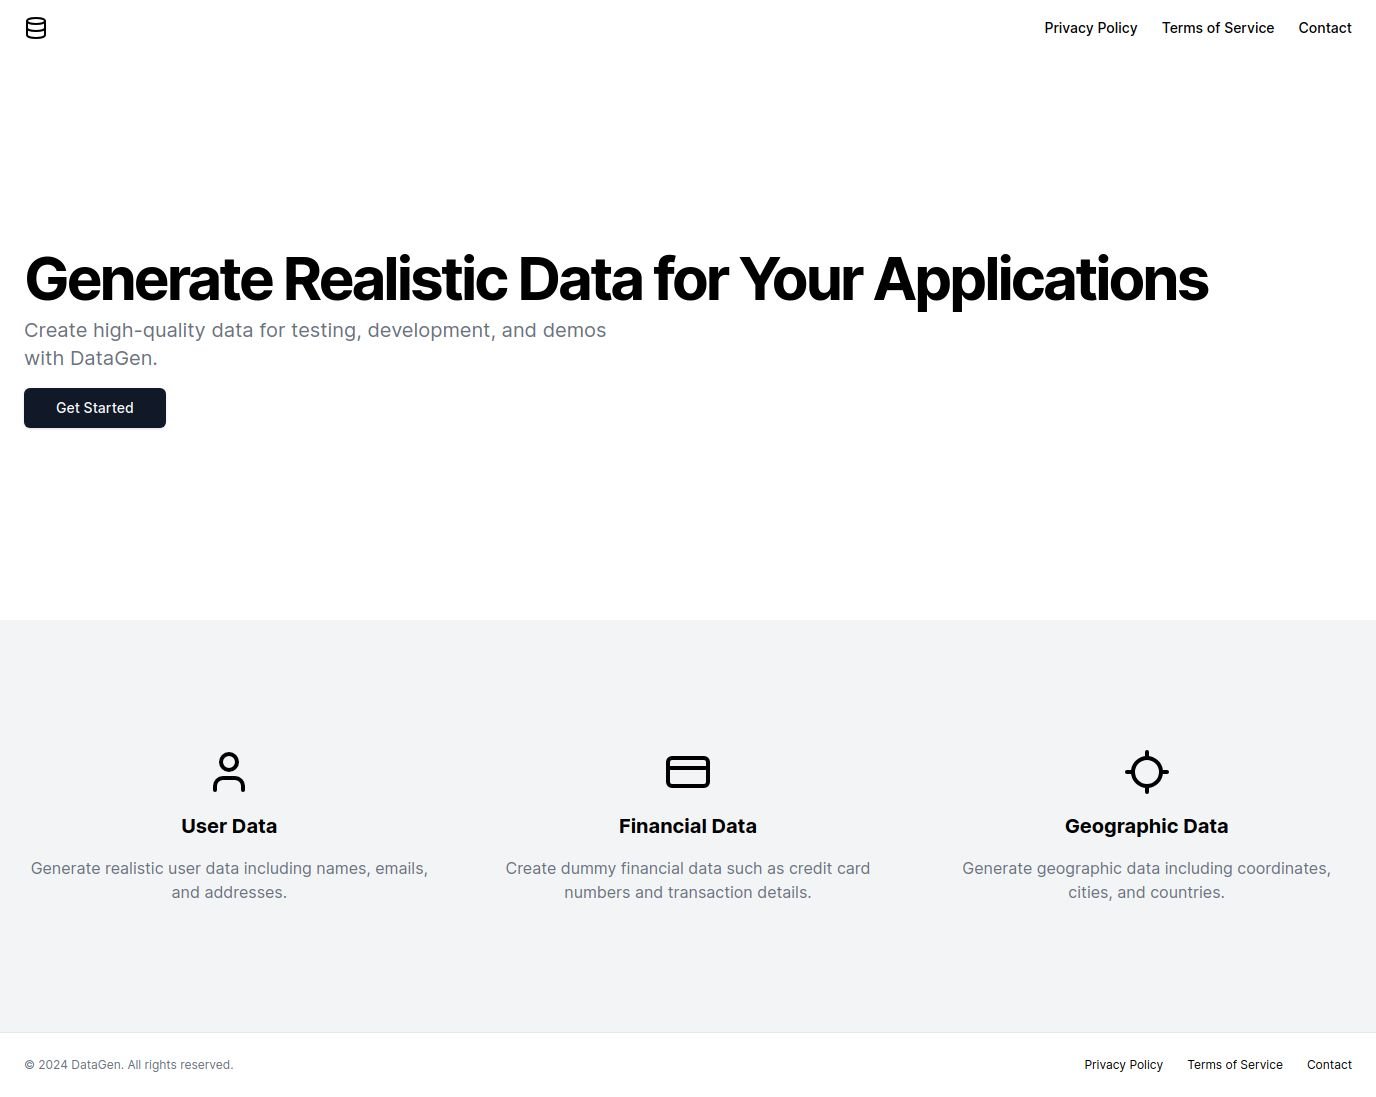 Privacy Policy Terms of Service Contact
Generate Realistic Data for Your Applications
Create high-quality data for testing, development, and demos
with DataGen.
Get Started
User Data
Generate realistic user data including names, emails,
and addresses.
Financial Data
Create dummy financial data such as credit card
numbers and transaction details.
Geographic Data
Generate geographic data including coordinates,
cities, and countries.
© 2024 DataGen. All rights reserved.
Privacy Policy Terms of Service Contact